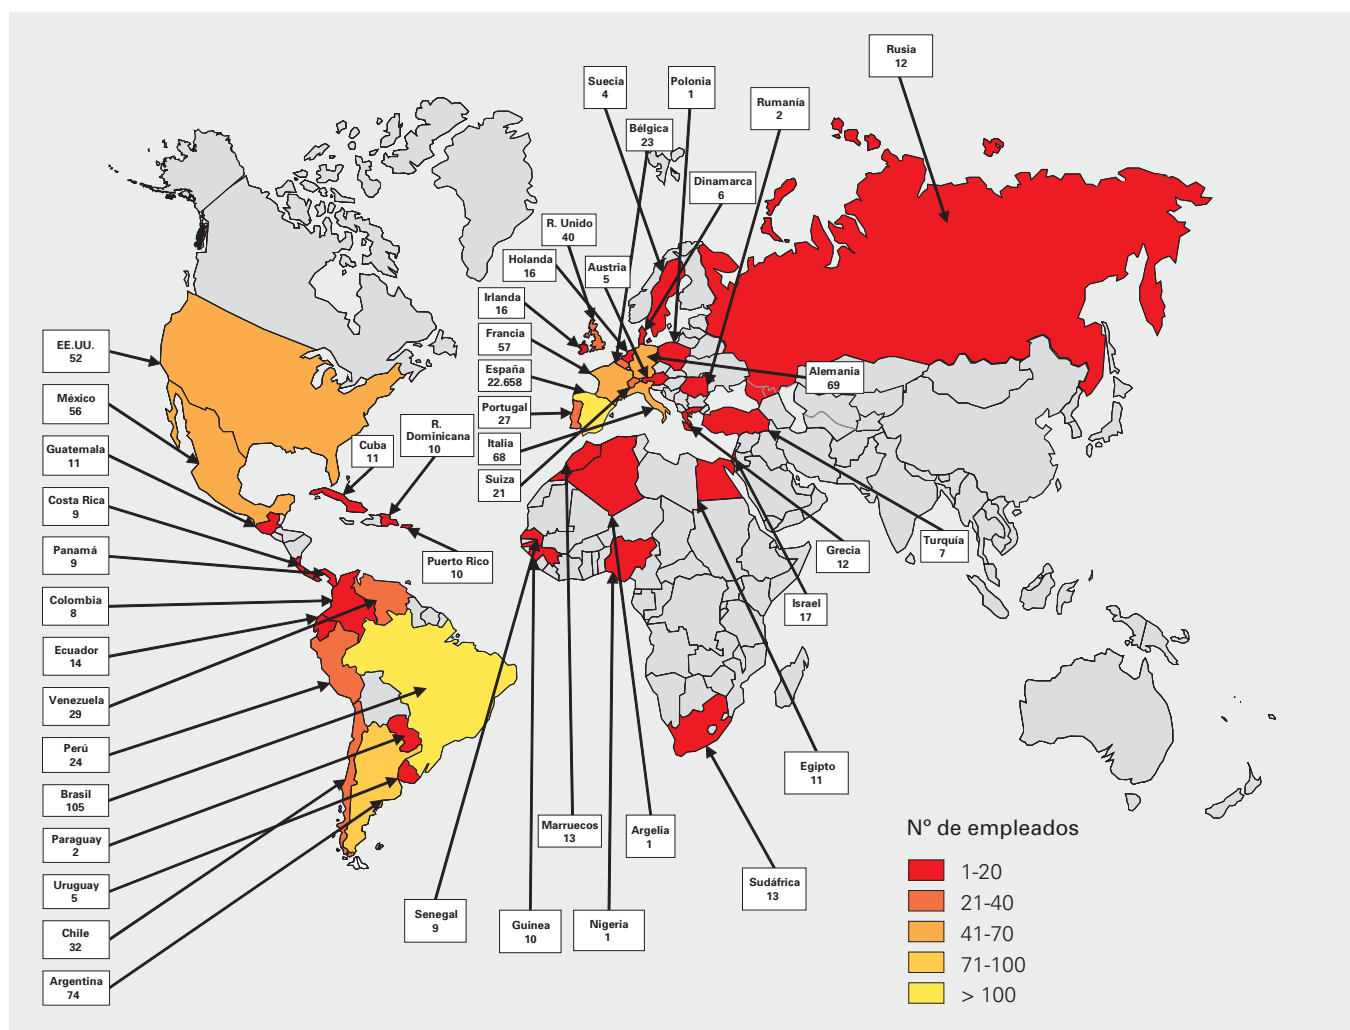 Rusia
12
Suecia
4
Polonia
1
Rumanía
2
Bélgica
23
Dinamarca
6
R. Unido
40
Holanda
16
Austria
5
Irlanda
16
Francia
57
España
22.658
Portugal
27
Italia
68
Suiza
21
Alemania
69
EE.UU.
52
México
56
Guatemala
11
Costa Rica
9
Panamá
9
Colombia
8
Ecuador
14
Venezuela
29
Perú
24
Brasil
105
Paraguay
2
Uruguay
5
Chile
32
Argentina
74
Cuba
11
R.
Dominicana
10
Puerto Rico
10
Grecia
12
Turquía
7
Israel
17
Egipto
11
Marruecos
13
Argelia
1
Sudáfrica
13
Senegal
9
Guinea
10
Nigeria
1
Nº de empleados
1-20
21-40
41-70
71-100
> 100